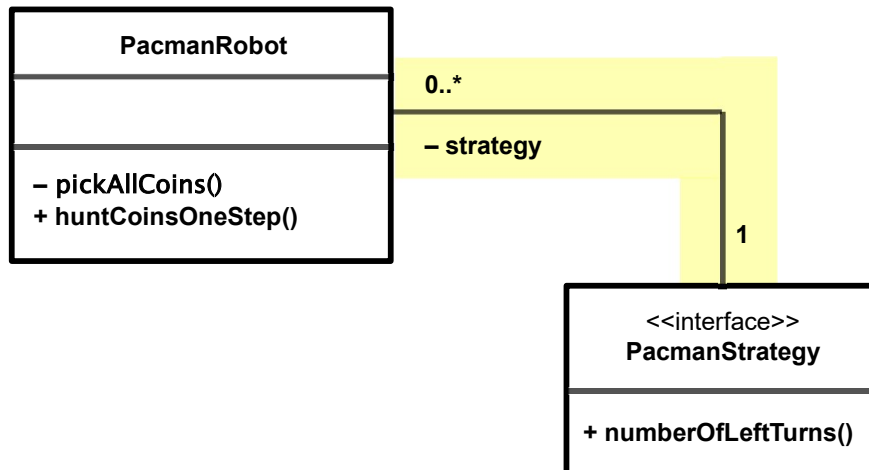 PacmanRobot
0..*
– strategy
– pickAllCoins()
+ huntCoinsOneStep()
1
<<interface>>
PacmanStrategy
+ numberOfLeftTurns()